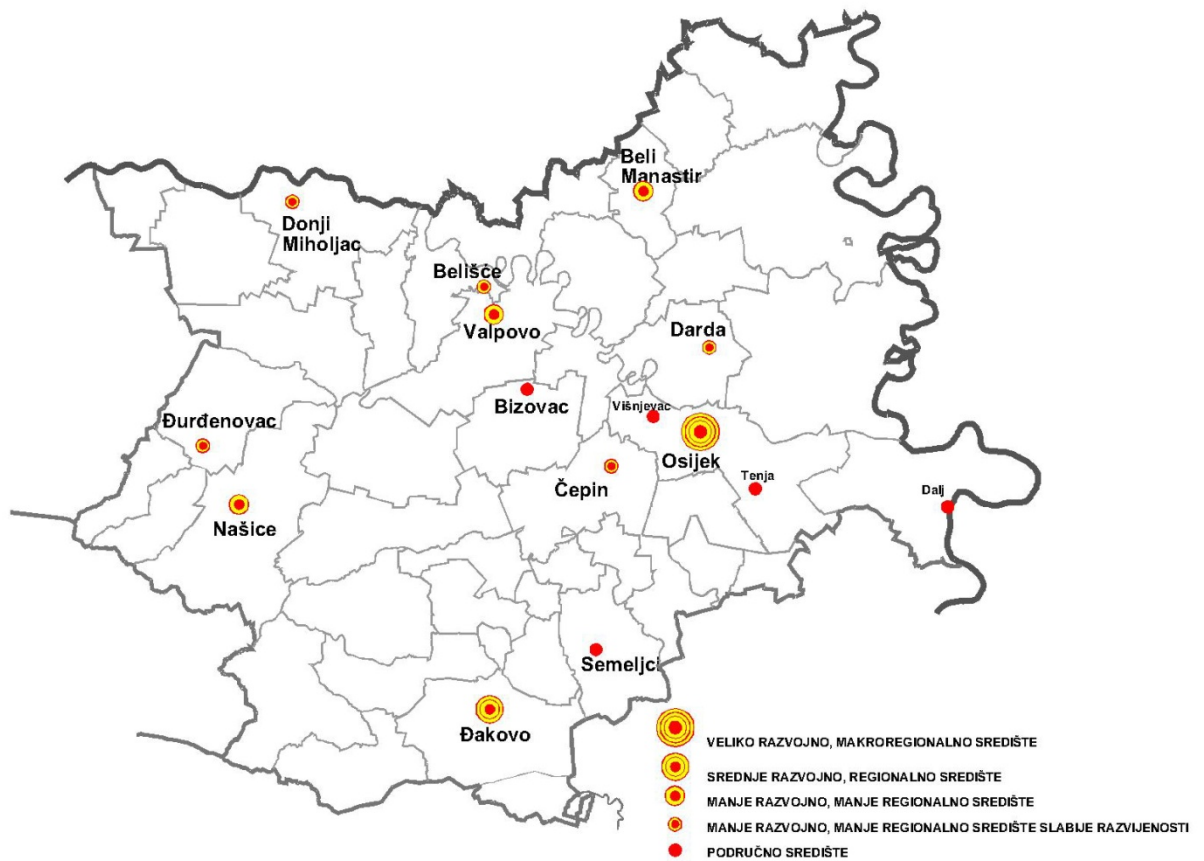 Beli
Manastir
Donji
Miholjac
Belišće
Valpovo
Darda
Bizovac
Višnjevac
Đurđenovac
Osijek
Čepin
Tenja
Dalj
Našice
Semeljci
Đakovo
VELIKO RAZVOJNO, MAKROREGIONALNO SREDIŠTE
SREDNJE RAZVOJNO, REGIONALNO SREDIŠTE
MANJE RAZVOJNO, MANJE REGIONALNO SREDIŠTE
MANJE RAZVOJNO, MANJE REGIONALNO SREDIŠTE SLABIJE RAZVIJENOSTI
PODRUČNO SREDIŠTE